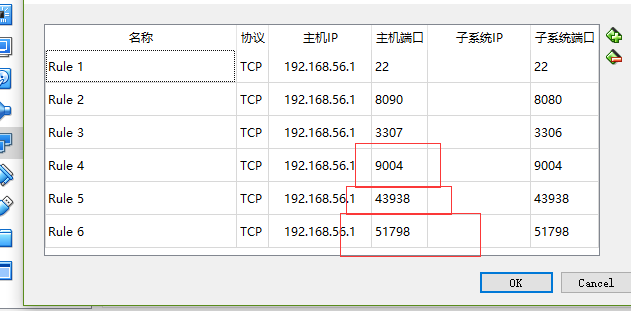 名称 协议 主机IP 主机端口 子系统IP 子系统端口
Rule 1 TCP 192.168.56.1 22 22
Rule 2 TCP 192.168.56.1 8090 8080
Rule 3 TCP 192.168.56.1 3307 3306
Rule 4 TCP 192.168.56.1 9004 9004
Rule 5 TCP 192.168.56.1 43938 43938
Rule 6 TCP 192.168.56.1 51798 51798
OK Cancel